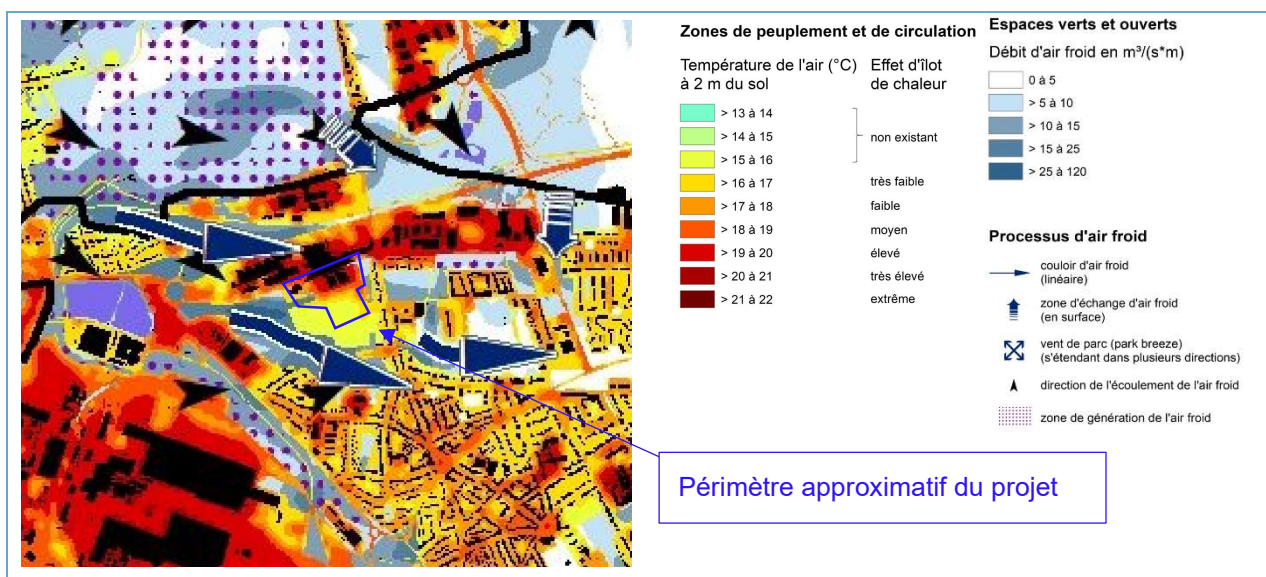 Zones de peuplement et de circulation
Température de l'air (°C)
à 2 m du sol
Effet d'îlot
de chaleur
> 13 à 14
> 14 à 15
> 15 à 16
non existant
> 16 à 17 très faible
> 17 à 18 faible
> 18 à 19 moyen
> 19 à 20 élevé
> 20 à 21 très élevé
> 21 à 22 extrême
Espaces verts et ouverts
Débit d'air froid en m³/(s*m)
0 à 5
> 5 à 10
> 10 à 15
> 15 à 25
> 25 à 120
Processus d'air froid
couloir d'air froid
(linéaire)
zone d'échange d'air froid
(en surface)
vent de parc (park breeze)
(s'étendant dans plusieurs directions)
direction de l'écoulement de l'air froid
zone de génération de l'air froid
Périmètre approximatif du projet